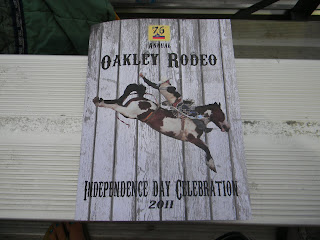 76
ANNUAL
OAKLEY RODEO
INDEPENDENCE DAY CELEBRATION
2011